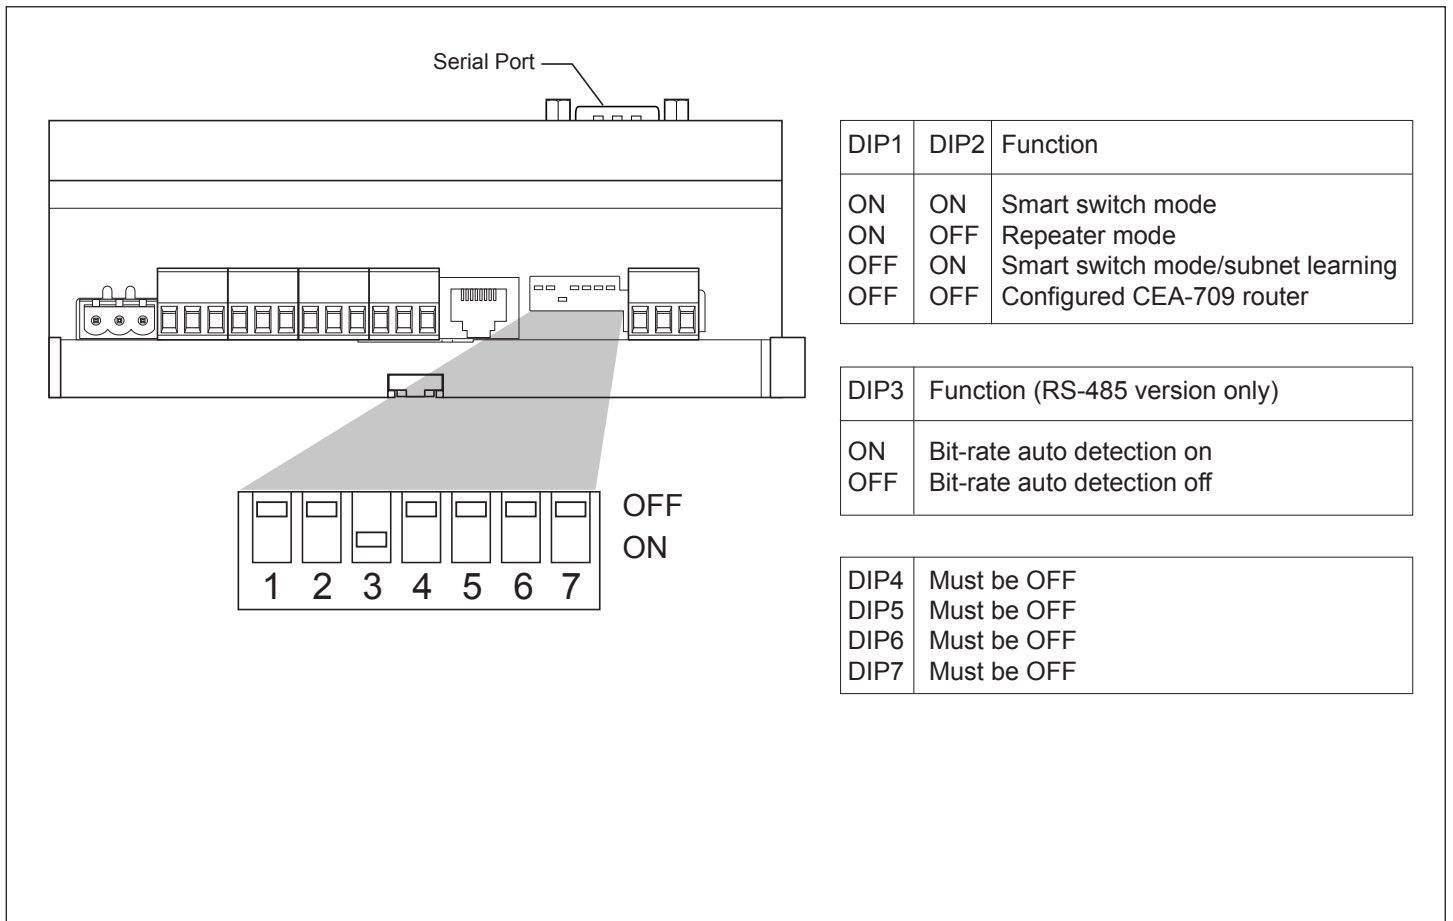 Serial Port
OFF
ON
1 2 3 4 5 6 7
DIP1 DIP2 Function
ON ON Smart switch mode
ON OFF Repeater mode
OFF ON Smart switch mode/subnet learning
OFF OFF Configured CEA-709 router
DIP3 Function (RS-485 version only)
ON Bit-rate auto detection on
OFF Bit-rate auto detection off
DIP4 Must be OFF
DIP5 Must be OFF
DIP6 Must be OFF
DIP7 Must be OFF